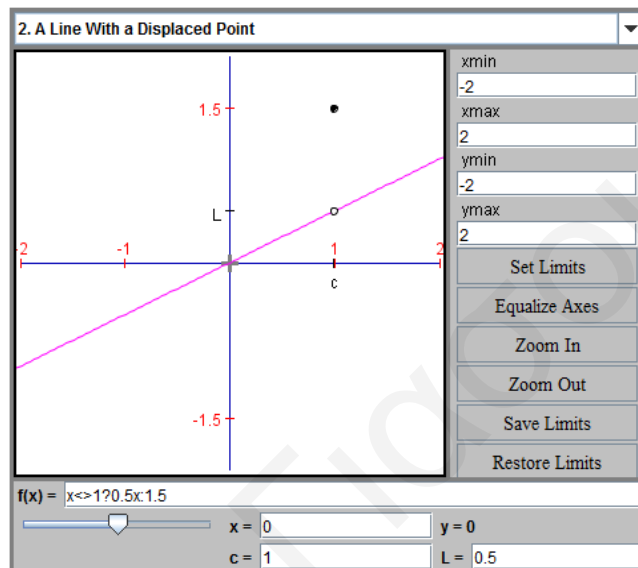 2. A Line With a Displaced Point
xmin
-2
xmax
2
ymin
-2
ymax
2
Set Limits
Equalize Axes
Zoom In
Zoom Out
Save Limits
Restore Limits
1.5
L
-2 -1 1 2
c
-1.5
f(x) = x<>1?0.5x:1.5
x = 0 y = 0
c = 1 L = 0.5